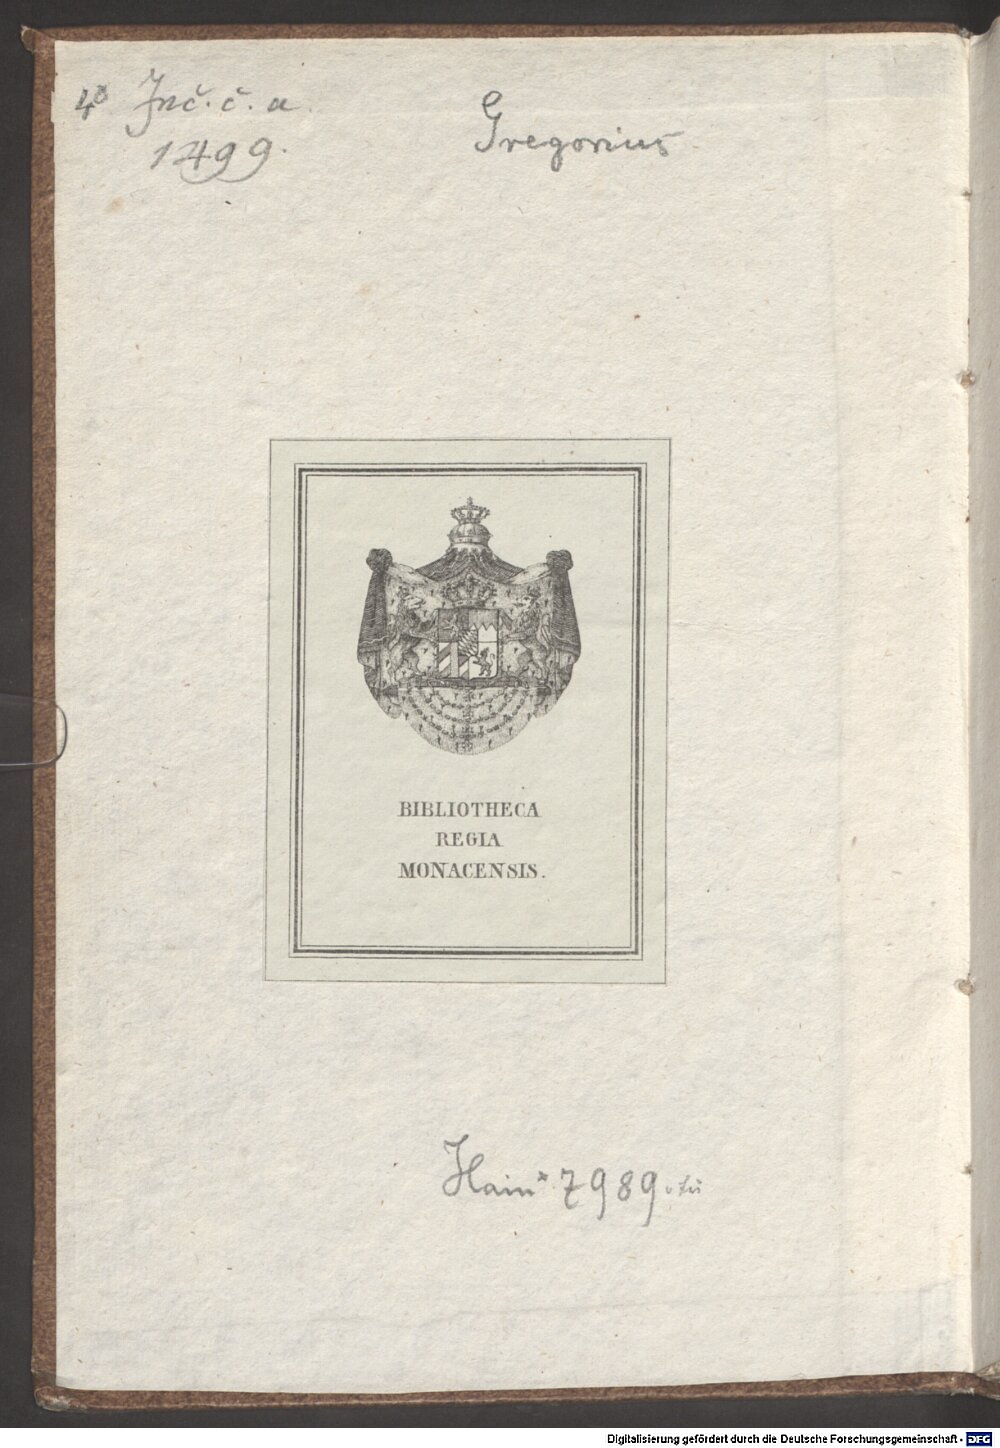 4° Inc. c. a.
1499.
Gregorius
BIBLIOTHECA
REGIA
MONACENSIS.
Hain* 7989
Digitalisierung gefördert durch die Deutsche Forschungsgemeinschaft - DFG